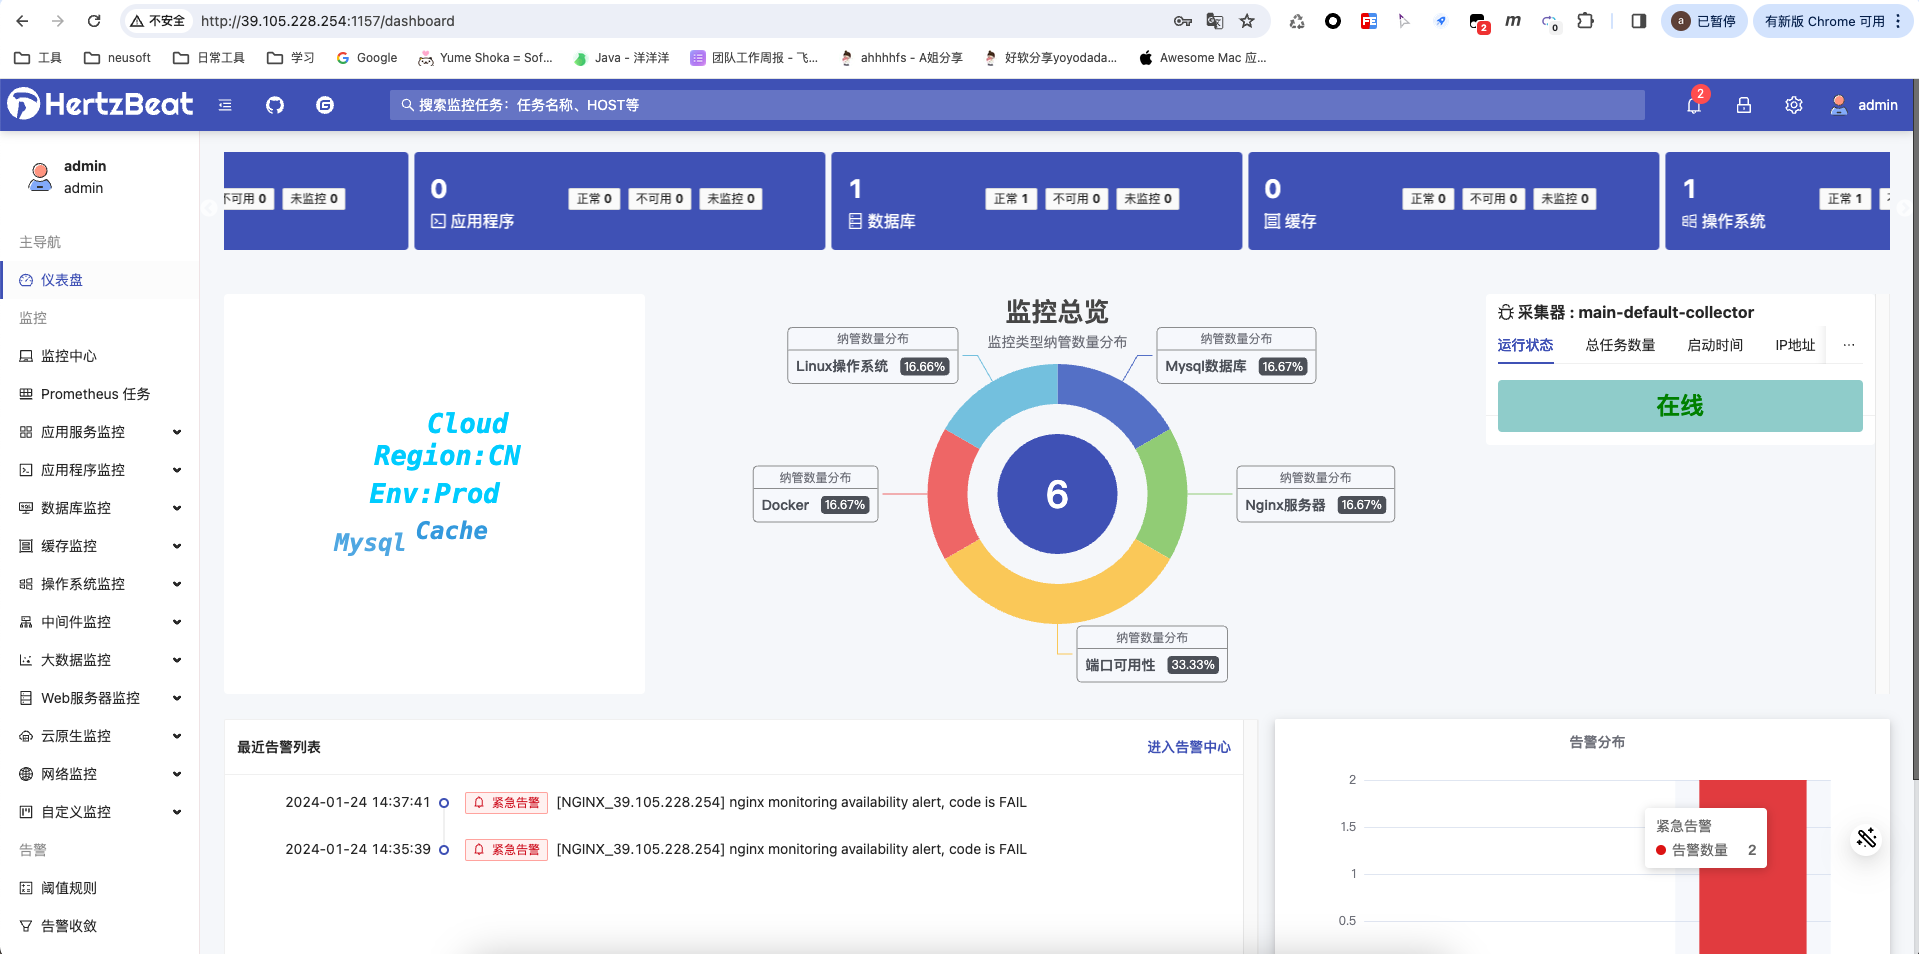 不安全 http://39.105.228.254:1157/dashboard
2
0
a 已暂停
有新版 Chrome 可用
工具 neusoft 日常工具 学习 Google Yume Shoka = Sof... Java - 洋洋洋 团队工作周报 - 飞... ahhhhfs - A姐分享 好软分享yoyodada... Awesome Mac 应...
HertzBeat
搜索监控任务：任务名称、HOST等
2
admin
admin
admin
主导航
仪表盘
监控
监控中心
Prometheus 任务
应用服务监控
应用程序监控
数据库监控
缓存监控
操作系统监控
中间件监控
大数据监控
Web服务器监控
云原生监控
网络监控
自定义监控
告警
阈值规则
告警收敛
不可用 0 未监控 0
0
应用程序
正常 0 不可用 0 未监控 0
1
数据库
正常 1 不可用 0 未监控 0
0
缓存
正常 0 不可用 0 未监控 0
1
操作系统
正常 1
Cloud
Region:CN
Env:Prod
Cache
Mysql
监控总览
监控类型纳管数量分布
纳管数量分布
Linux操作系统 16.66%
纳管数量分布
Mysql数据库 16.67%
纳管数量分布
Docker 16.67%
6
纳管数量分布
Nginx服务器 16.67%
纳管数量分布
端口可用性 33.33%
采集器 : main-default-collector
运行状态 总任务数量 启动时间 IP地址 ...
在线
最近告警列表
进入告警中心
2024-01-24 14:37:41 紧急告警 [NGINX_39.105.228.254] nginx monitoring availability alert, code is FAIL
2024-01-24 14:35:39 紧急告警 [NGINX_39.105.228.254] nginx monitoring availability alert, code is FAIL
告警分布
2
1.5
1
0.5
紧急告警
告警数量 2